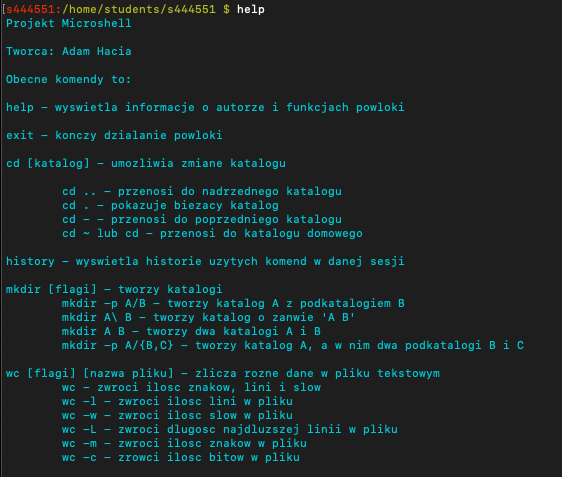 [s444551:/home/students/s444551 $ help
Projekt Microshell
Tworca: Adam Hacia
Obecne komendy to:
help – wyswietla informacje o autorze i funkcjach powloki
exit – konczy dzialanie powloki
cd [katalog] – umozliwia zmiane katalogu
cd .. – przenosi do nadrzednego katalogu
cd . – pokazuje biezacy katalog
cd – – przenosi do poprzedniego katalogu
cd ~ lub cd – przenosi do katalogu domowego
history – wyswietla historie uzytych komend w danej sesji
mkdir [flagi] – tworzy katalogi
mkdir –p A/B – tworzy katalog A z podkatalogiem B
mkdir A\ B – tworzy katalog o zanwie 'A B'
mkdir A B – tworzy dwa katalogi A i B
mkdir –p A/{B,C} – tworzy katalog A, a w nim dwa podkatalogi B i C
wc [flagi] [nazwa pliku] – zlicza rozne dane w pliku tekstowym
wc – zwroci ilosc znakow, lini i slow
wc –l – zwroci ilosc lini w pliku
wc –w – zwroci ilosc slow w pliku
wc –L – zwroci dlugosc najdluzszej linii w pliku
wc –m – zwroci ilosc znakow w pliku
wc –c – zrowci ilosc bitow w pliku